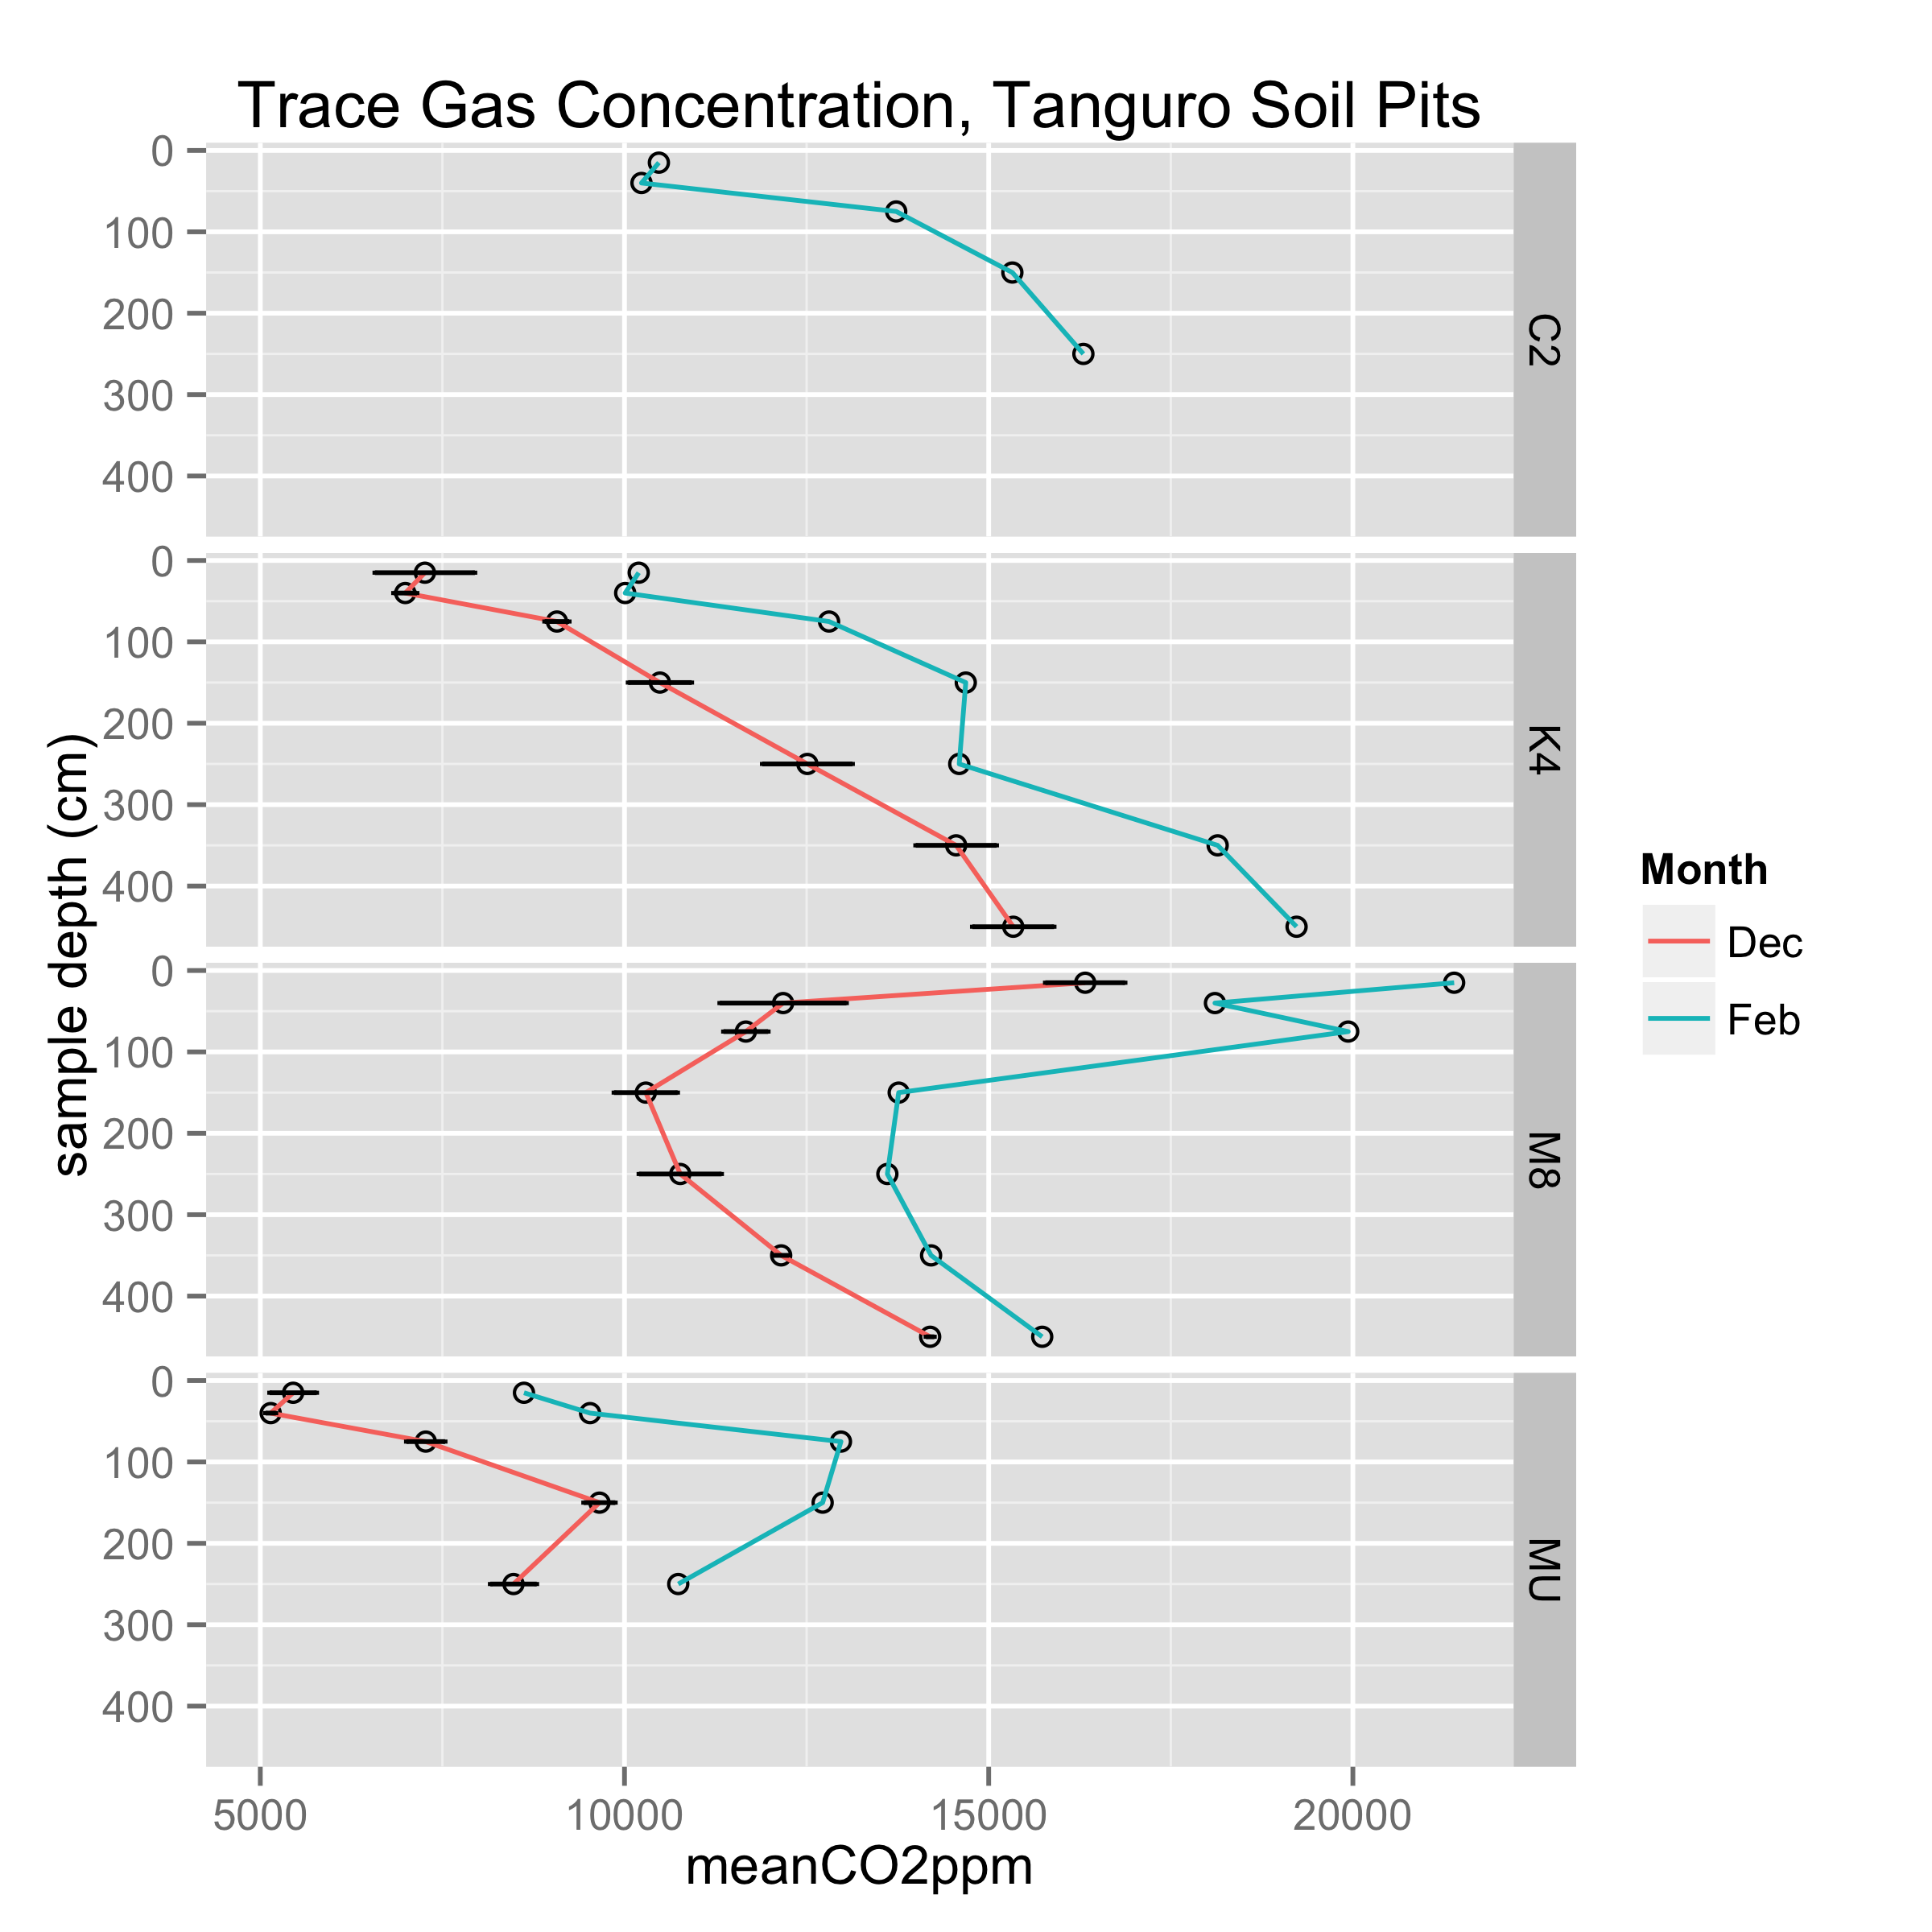 Trace Gas Concentration, Tanguro Soil Pits
0
100
200
300
400
C2
0
100
200
300
400
K4
0
100
200
300
400
M8
0
100
200
300
400
MU
sample depth (cm)
5000 10000 15000 20000
meanCO2ppm
Month
Dec
Feb